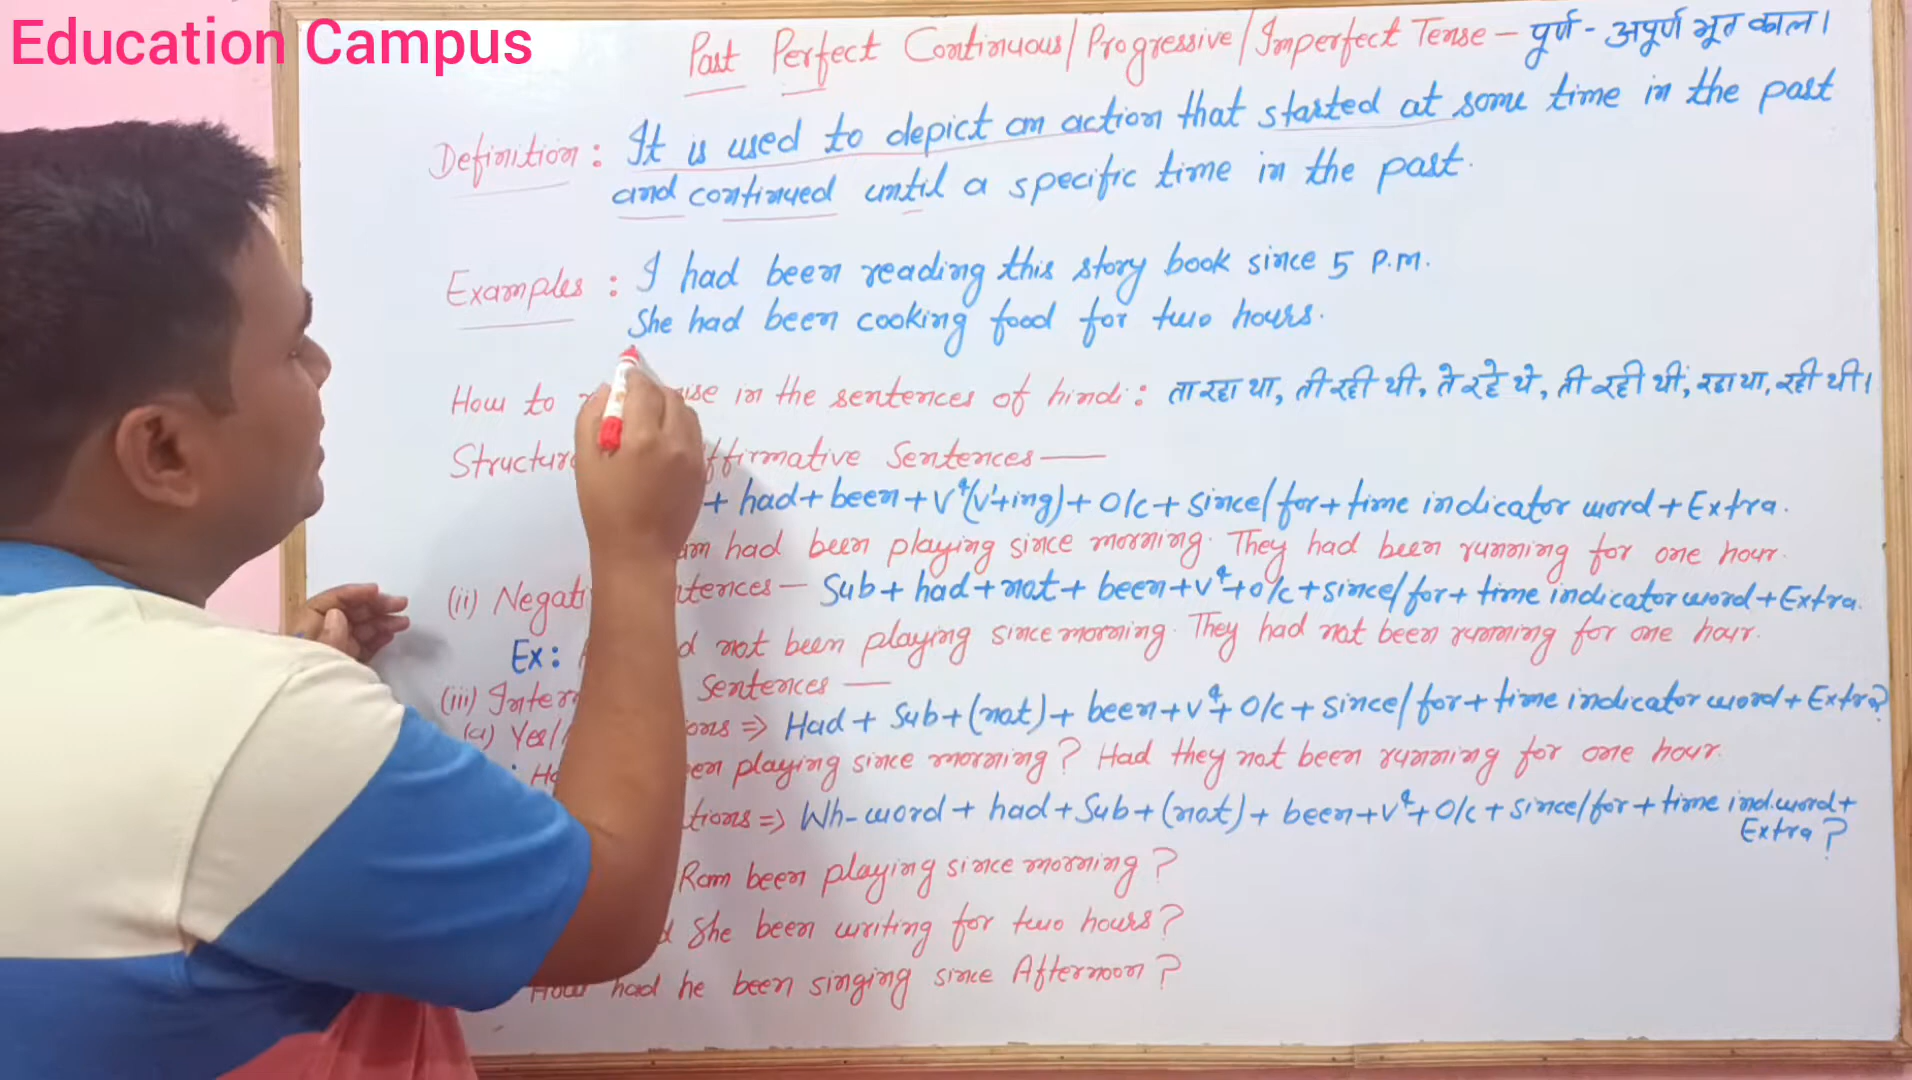 Education Campus
Past Perfect Continuous/Progressive/Imperfect Tense – पूर्ण - अपूर्ण भूत काल।
Definition: It is used to depict an action that started at some time in the past
and continued until a specific time in the past.
Examples: I had been reading this story book since 5 P.M.
She had been cooking food for two hours.
How to in the sentences of hindi: ता रहा था, ती रही थी, ते रहे थे, ती रही थीं, रहा था, रही थी।
Sentences —
+ had + been + V⁴(V¹+ing) + O/C + since/for + time indicator word + Extra.
had been playing since morning. They had been running for one hour.
(ii) – Sub + had + not + been + V⁴ + O/C + since/for + time indicator word + Extra.
Ex: not been playing since morning. They had not been running for one hour.
(iii) Sentences —
(a) ⇒ Had + Sub + (not) + been + V⁴ + O/C + since/for + time indicator word + Extra?
playing since morning? Had they not been running for one hour.
⇒ Wh-word + had + Sub + (not) + been + V⁴ + O/C + since/for + time ind.word +
Extra?
Ram been playing since morning?
She been writing for two hours?
How had he been singing since Afternoon?